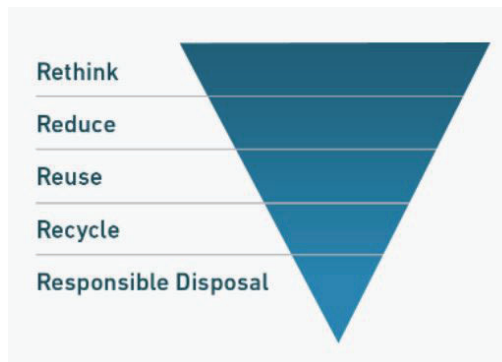 Rethink
Reduce
Reuse
Recycle
Responsible Disposal